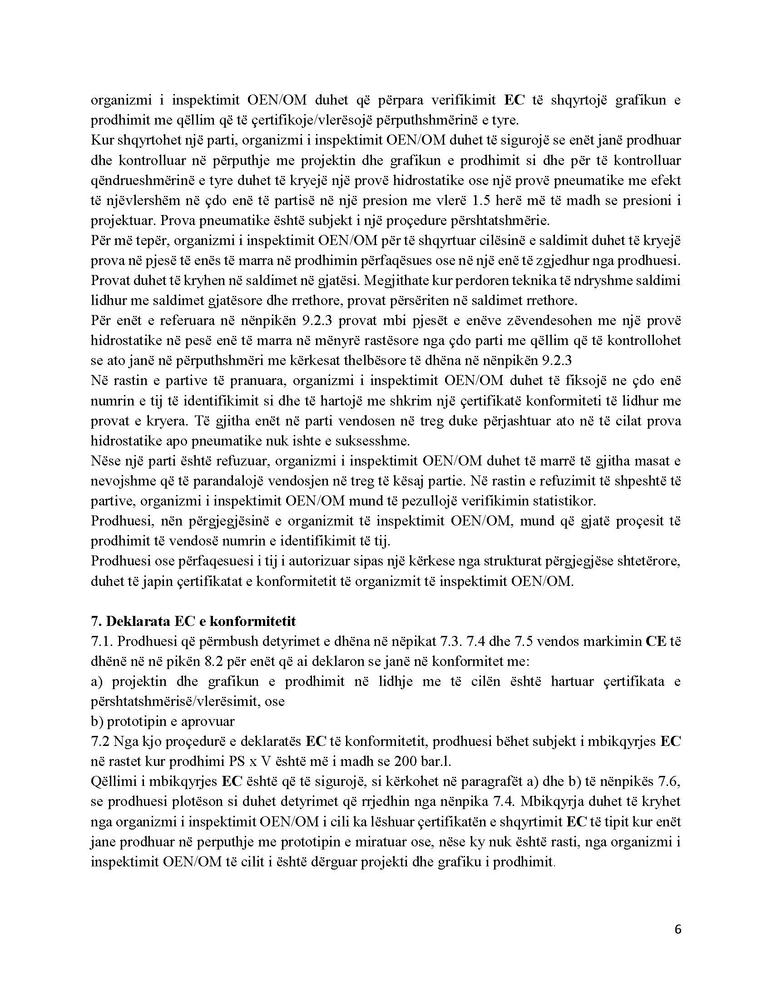 organizmi i inspektimit OEN/OM duhet që përpara verifikimit EC të shqyrtojë grafikun e
prodhimit me qëllim që të çertifikoje/vlerësojë përputhshmërinë e tyre.
Kur shqyrtohet një parti, organizmi i inspektimit OEN/OM duhet të sigurojë se enët janë prodhuar
dhe kontrolluar në përputhje me projektin dhe grafikun e prodhimit si dhe për të kontrolluar
qëndrueshmërinë e tyre duhet të kryejë një provë hidrostatike ose një provë pneumatike me efekt
të njëvlershëm në çdo enë të partisë në një presion me vlerë 1.5 herë më të madh se presioni i
projektuar. Prova pneumatike është subjekt i një proçedure përshtatshmërie.
Për më tepër, organizmi i inspektimit OEN/OM për të shqyrtuar cilësinë e saldimit duhet të kryejë
prova në pjesë të enës të marra në prodhimin përfaqësues ose në një enë të zgjedhur nga prodhuesi.
Provat duhet të kryhen në saldimet në gjatësi. Megjithate kur perdoren teknika të ndryshme saldimi
lidhur me saldimet gjatësore dhe rrethore, provat përsëriten në saldimet rrethore.
Për enët e referuara në nënpikën 9.2.3 provat mbi pjesët e enëve zëvendesohen me një provë
hidrostatike në pesë enë të marra në mënyrë rastësore nga çdo parti me qëllim që të kontrollohet
se ato janë në përputhshmëri me kërkesat thelbësore të dhëna në nënpikën 9.2.3
Në rastin e partive të pranuara, organizmi i inspektimit OEN/OM duhet të fiksojë ne çdo enë
numrin e tij të identifikimit si dhe të hartojë me shkrim një çertifikatë konformiteti të lidhur me
provat e kryera. Të gjitha enët në parti vendosen në treg duke përjashtuar ato në të cilat prova
hidrostatike apo pneumatike nuk ishte e suksesshme.
Nëse një parti është refuzuar, organizmi i inspektimit OEN/OM duhet të marrë të gjitha masat e
nevojshme që të parandalojë vendosjen në treg të kësaj partie. Në rastin e refuzimit të shpeshtë të
partive, organizmi i inspektimit OEN/OM mund të pezullojë verifikimin statistikor.
Prodhuesi, nën përgjegjësinë e organizmit të inspektimit OEN/OM, mund që gjatë proçesit të
prodhimit të vendosë numrin e identifikimit të tij.
Prodhuesi ose përfaqesuesi i tij i autorizuar sipas një kërkese nga strukturat përgjegjëse shtetërore,
duhet të japin çertifikatat e konformitetit të organizmit të inspektimit OEN/OM.
7. Deklarata EC e konformitetit
7.1. Prodhuesi që përmbush detyrimet e dhëna në nëpikat 7.3. 7.4 dhe 7.5 vendos markimin CE të
dhënë në në pikën 8.2 për enët që ai deklaron se janë në konformitet me:
a) projektin dhe grafikun e prodhimit në lidhje me të cilën është hartuar çertifikata e
përshtatshmërisë/vlerësimit, ose
b) prototipin e aprovuar
7.2 Nga kjo proçedurë e deklaratës EC të konformitetit, prodhuesi bëhet subjekt i mbikqyrjes EC
në rastet kur prodhimi PS x V është më i madh se 200 bar.l.
Qëllimi i mbikqyrjes EC është që të sigurojë, si kërkohet në paragrafët a) dhe b) të nënpikës 7.6,
se prodhuesi plotëson si duhet detyrimet që rrjedhin nga nënpika 7.4. Mbikqyrja duhet të kryhet
nga organizmi i inspektimit OEN/OM i cili ka lëshuar çertifikatën e shqyrtimit EC të tipit kur enët
jane prodhuar në perputhje me prototipin e miratuar ose, nëse ky nuk është rasti, nga organizmi i
inspektimit OEN/OM të cilit i është dërguar projekti dhe grafiku i prodhimit.
6